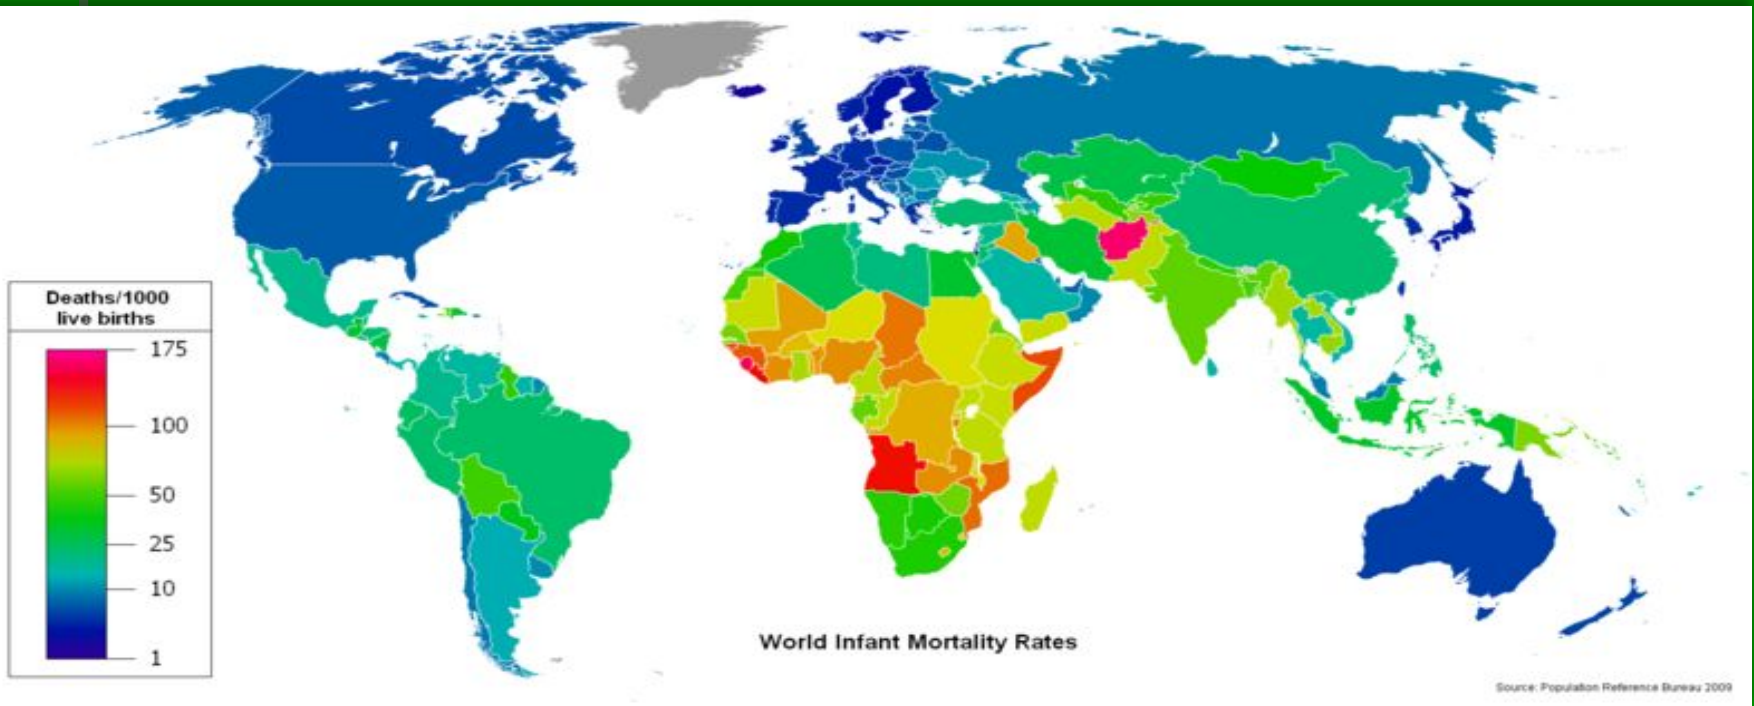 Deaths/1000
live births
175
100
50
25
10
1
World Infant Mortality Rates
Source: Population Reference Bureau 2009